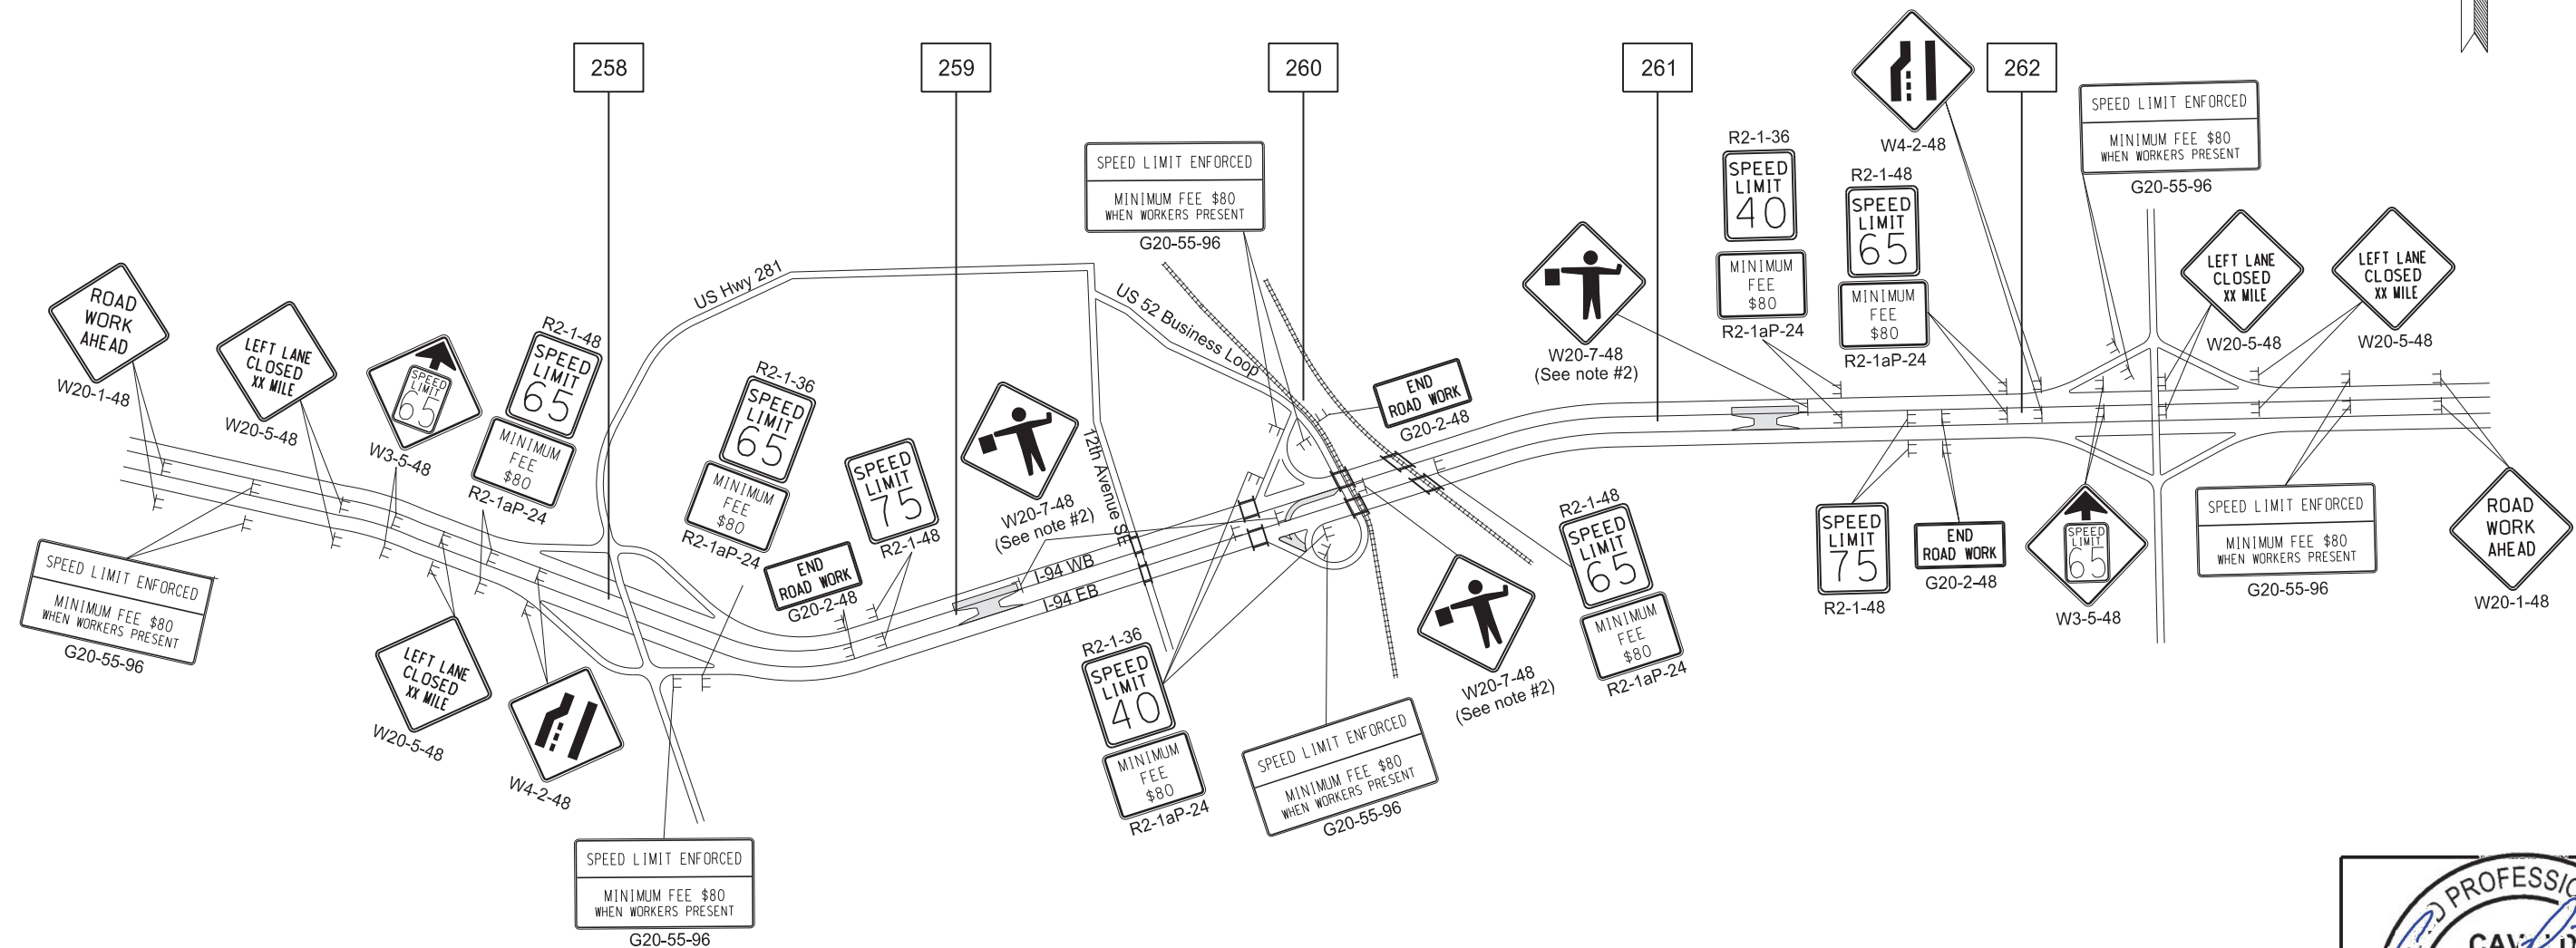 258
259
260
261
262
W4-2-48
SPEED LIMIT ENFORCED
MINIMUM FEE $80
WHEN WORKERS PRESENT
G20-55-96
SPEED LIMIT ENFORCED
MINIMUM FEE $80
WHEN WORKERS PRESENT
G20-55-96
R2-1-36
SPEED
LIMIT
40
MINIMUM
FEE
$80
R2-1aP-24
R2-1-48
SPEED
LIMIT
65
MINIMUM
FEE
$80
R2-1aP-24
LEFT LANE
CLOSED
XX MILE
W20-5-48
LEFT LANE
CLOSED
XX MILE
W20-5-48
W20-7-48
(See note #2)
ROAD
WORK
AHEAD
W20-1-48
LEFT LANE
CLOSED
XX MILE
W20-5-48
SPEED
LIMIT
65
W3-5-48
R2-1-48
SPEED
LIMIT
65
MINIMUM
FEE
$80
R2-1aP-24
US Hwy 281
US 52 Business Loop
12th Avenue SE
R2-1-36
SPEED
LIMIT
65
MINIMUM
FEE
$80
R2-1aP-24
SPEED
LIMIT
75
R2-1-48
W20-7-48
(See note #2)
END
ROAD WORK
G20-2-48
END
ROAD WORK
G20-2-48
I-94 WB
I-94 EB
SPEED LIMIT ENFORCED
MINIMUM FEE $80
WHEN WORKERS PRESENT
G20-55-96
LEFT LANE
CLOSED
XX MILE
W20-5-48
W4-2-48
SPEED LIMIT ENFORCED
MINIMUM FEE $80
WHEN WORKERS PRESENT
G20-55-96
R2-1-36
SPEED
LIMIT
40
MINIMUM
FEE
$80
R2-1aP-24
SPEED LIMIT ENFORCED
MINIMUM FEE $80
WHEN WORKERS PRESENT
G20-55-96
W20-7-48
(See note #2)
R2-1-48
SPEED
LIMIT
65
MINIMUM
FEE
$80
R2-1aP-24
SPEED
LIMIT
75
R2-1-48
END
ROAD WORK
G20-2-48
SPEED
LIMIT
65
W3-5-48
SPEED LIMIT ENFORCED
MINIMUM FEE $80
WHEN WORKERS PRESENT
G20-55-96
ROAD
WORK
AHEAD
W20-1-48